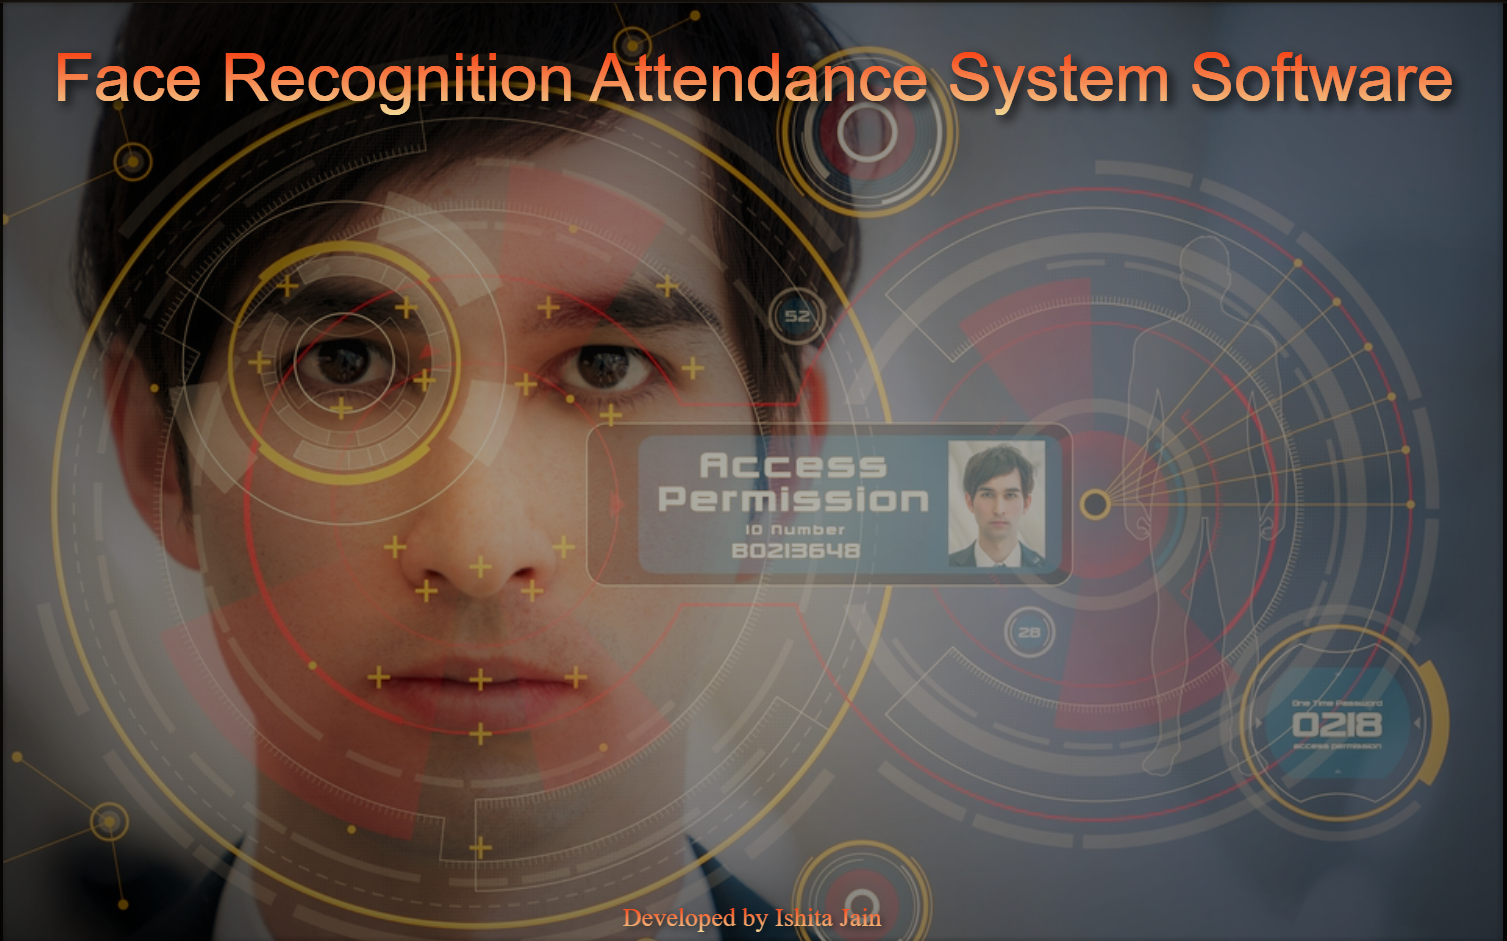 Face Recognition Attendance System Software
52
Access
Permission
ID Number
B0213648
28
One Time Password
0218
access permission
Developed by Ishita Jain